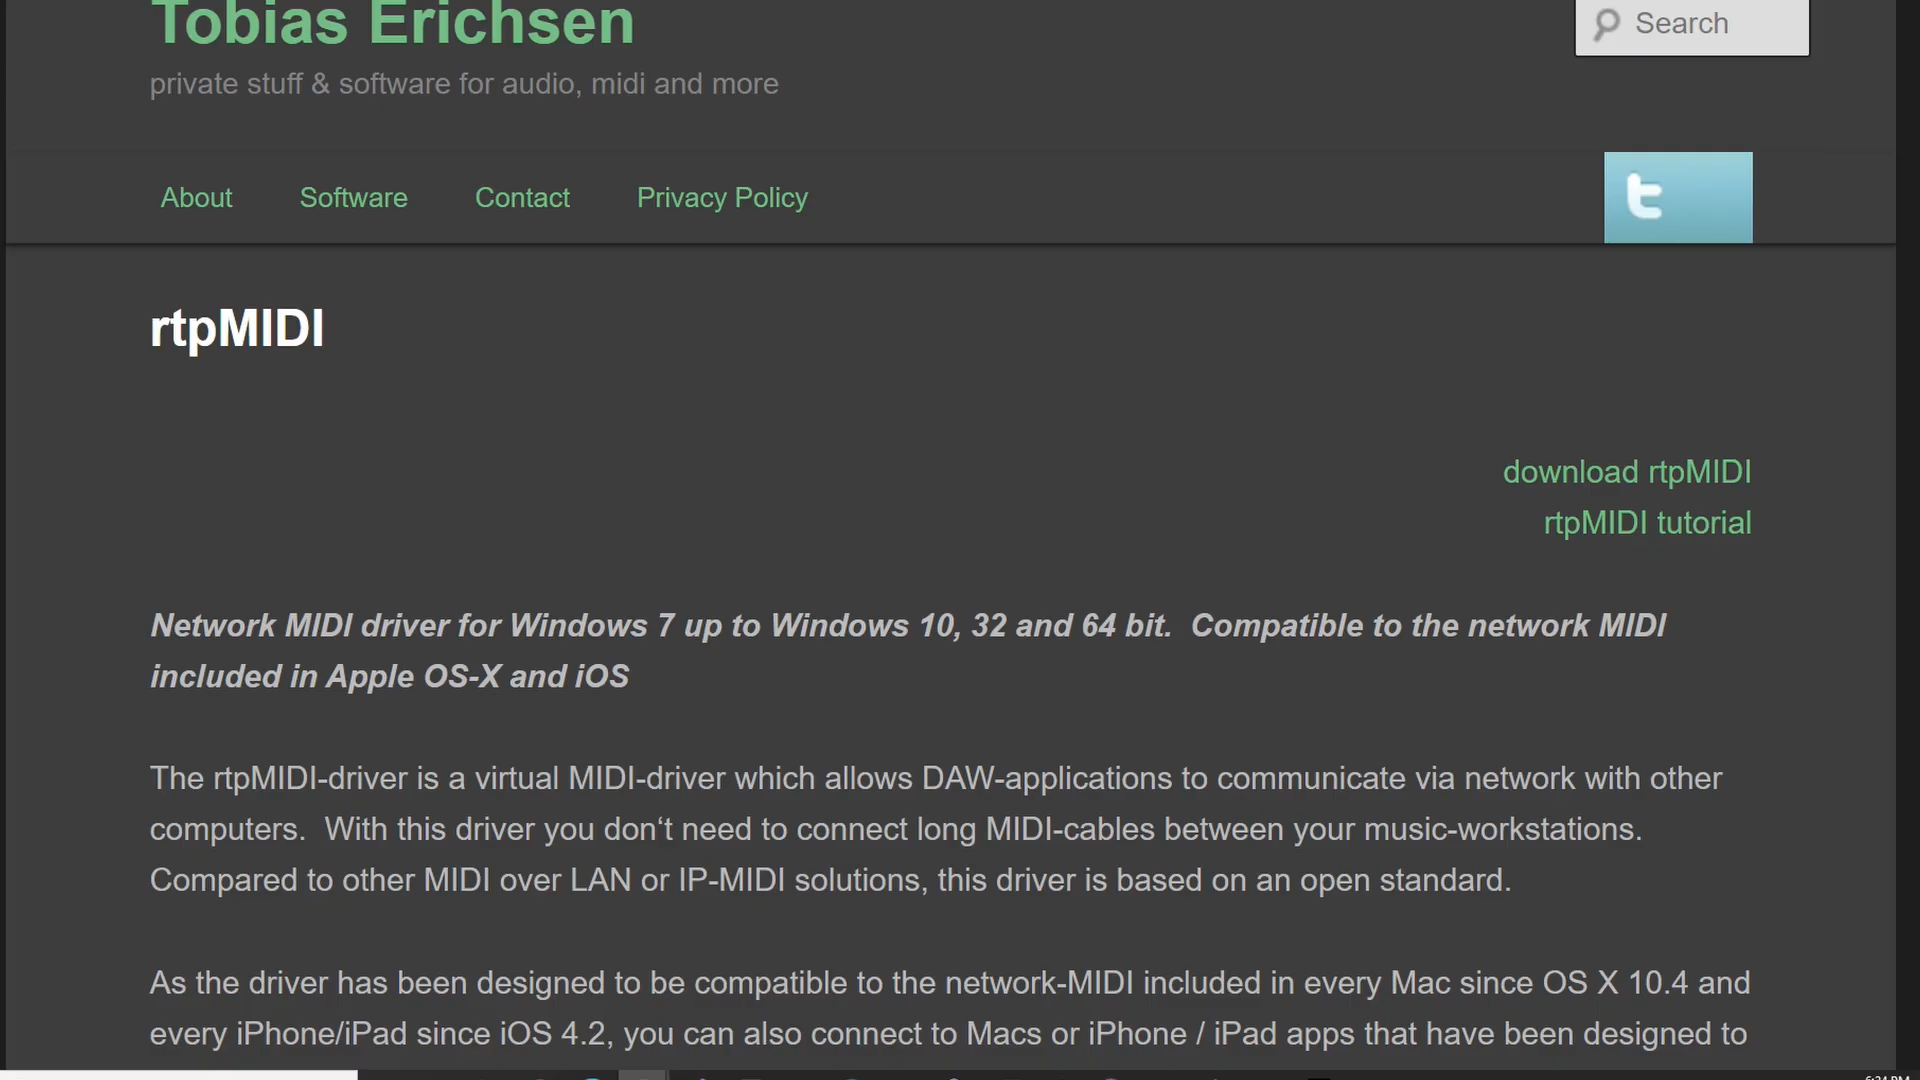 Tobias Erichsen
Search
private stuff & software for audio, midi and more
About Software Contact Privacy Policy
rtpMIDI
download rtpMIDI
rtpMIDI tutorial
Network MIDI driver for Windows 7 up to Windows 10, 32 and 64 bit.  Compatible to the network MIDI
included in Apple OS-X and iOS
The rtpMIDI-driver is a virtual MIDI-driver which allows DAW-applications to communicate via network with other
computers.  With this driver you don‘t need to connect long MIDI-cables between your music-workstations.
Compared to other MIDI over LAN or IP-MIDI solutions, this driver is based on an open standard.
As the driver has been designed to be compatible to the network-MIDI included in every Mac since OS X 10.4 and
every iPhone/iPad since iOS 4.2, you can also connect to Macs or iPhone / iPad apps that have been designed to